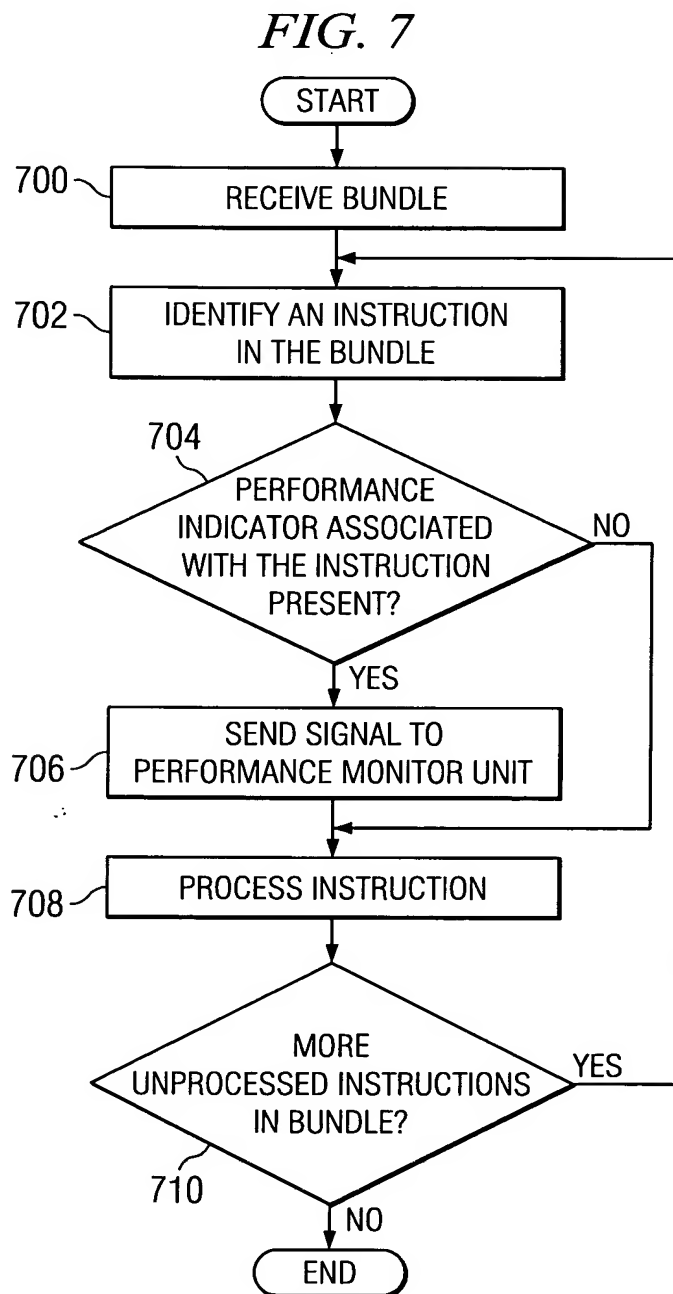 FIG. 7
START
700
RECEIVE BUNDLE
702
IDENTIFY AN INSTRUCTION
IN THE BUNDLE
704
PERFORMANCE
INDICATOR ASSOCIATED
WITH THE INSTRUCTION
PRESENT?
NO
YES
706
SEND SIGNAL TO
PERFORMANCE MONITOR UNIT
708
PROCESS INSTRUCTION
MORE
UNPROCESSED INSTRUCTIONS
IN BUNDLE?
YES
710
NO
END